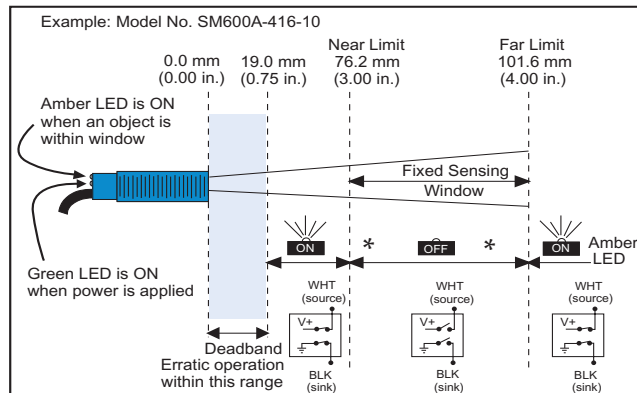 Example: Model No. SM600A-416-10
0.0 mm
(0.00 in.)
19.0 mm
(0.75 in.)
Near Limit
76.2 mm
(3.00 in.)
Far Limit
101.6 mm
(4.00 in.)
Amber LED is ON
when an object is
within window
Fixed Sensing
Window
Green LED is ON
when power is applied
ON
*
OFF
*
ON
Amber
LED
Deadband
Erratic operation
within this range
WHT
(source)
V+
BLK
(sink)
WHT
(source)
V+
BLK
(sink)
WHT
(source)
V+
BLK
(sink)